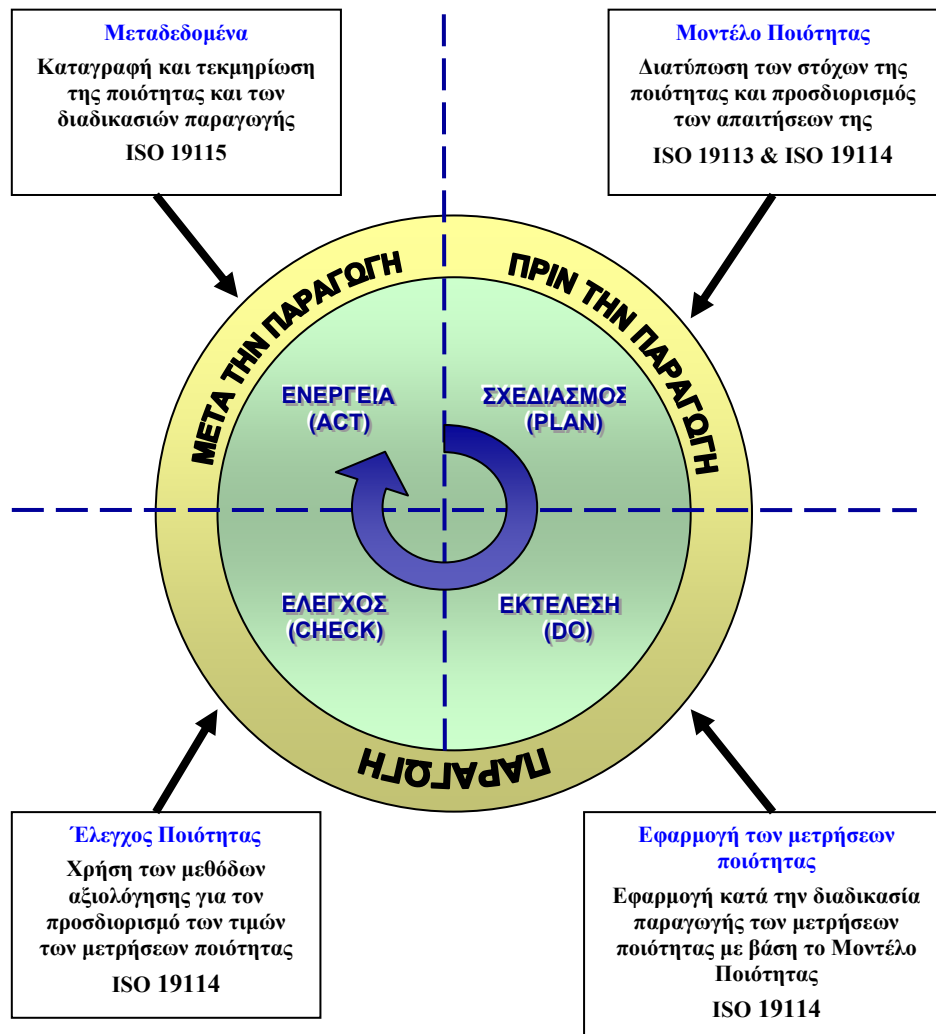 Μεταδεδομένα
Καταγραφή και τεκμηρίωση
της ποιότητας και των
διαδικασιών παραγωγής
ISO 19115
Μοντέλο Ποιότητας
Διατύπωση των στόχων της
ποιότητας και προσδιορισμός
των απαιτήσεων της
ISO 19113 & ISO 19114
ΜΕΤΑ ΤΗΝ ΠΑΡΑΓΩΓΗ
ΠΡΙΝ ΤΗΝ ΠΑΡΑΓΩΓΗ
ΕΝΕΡΓΕΙΑ
(ACT)
ΣΧΕΔΙΑΣΜΟΣ
(PLAN)
ΕΛΕΓΧΟΣ
(CHECK)
ΕΚΤΕΛΕΣΗ
(DO)
ΠΑΡΑΓΩΓΗ
Έλεγχος Ποιότητας
Χρήση των μεθόδων
αξιολόγησης για τον
προσδιορισμό των τιμών
των μετρήσεων ποιότητας
ISO 19114
Εφαρμογή των μετρήσεων
ποιότητας
Εφαρμογή κατά την διαδικασία
παραγωγής των μετρήσεων
ποιότητας με βάση το Μοντέλο
Ποιότητας
ISO 19114